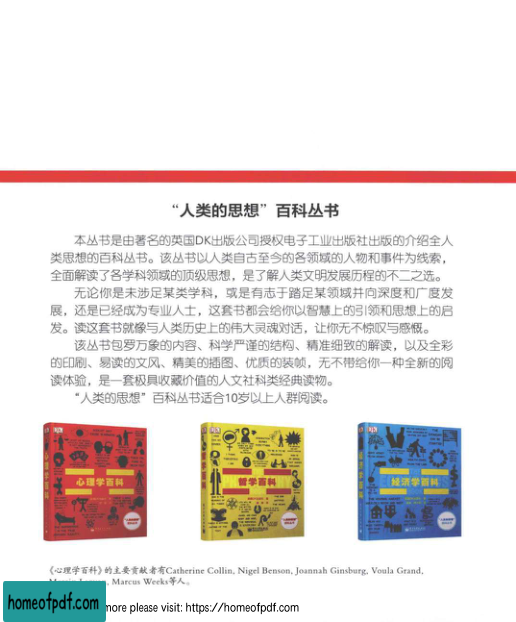 “人类的思想”百科丛书
本丛书是由著名的英国DK出版公司授权电子工业出版社出版的介绍全人
类思想的百科丛书。该丛书以人类自古至今的各领域的人物和事件为线索，
全面解读了各学科领域的顶级思想，是了解人类文明发展历程的不二之选。
无论你是未涉足某类学科，或是有志于踏足某领域并向深度和广度发
展，还是已经成为专业人士，这套书都会给你以智慧上的引领和思想上的启
发。读这套书就像与人类历史上的伟大灵魂对话，让你无不惊叹与感慨。
该丛书包罗万象的内容、科学严谨的结构、精准细致的解读，以及全彩
的印刷、易读的文风、精美的插图、优质的装帧，无不带给你一种全新的阅
读体验，是一套极具收藏价值的人文社科类经典读物。
“人类的思想”百科丛书适合10岁以上人群阅读。
DK
心理学百科
心理学百科
DK
哲学百科
哲学百科
DK
经济学百科
经济学百科
《心理学百科》的主要贡献者有Catherine Collin, Nigel Benson, Joannah Ginsburg, Voula Grand,
Marcus Weeks等人。
homeofpdf.com
more please visit: https://homeofpdf.com